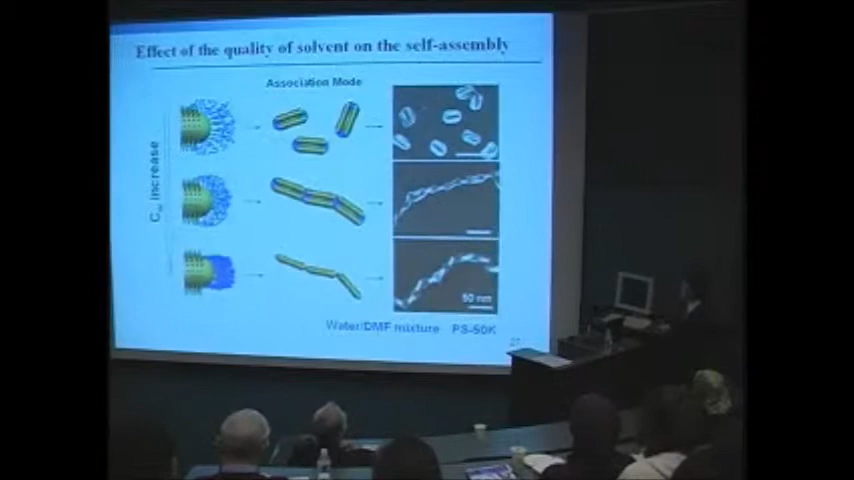 Effect of the quality of solvent on the self-assembly
Association Mode
C increase
50 nm
Water/DMF mixture PS-50K